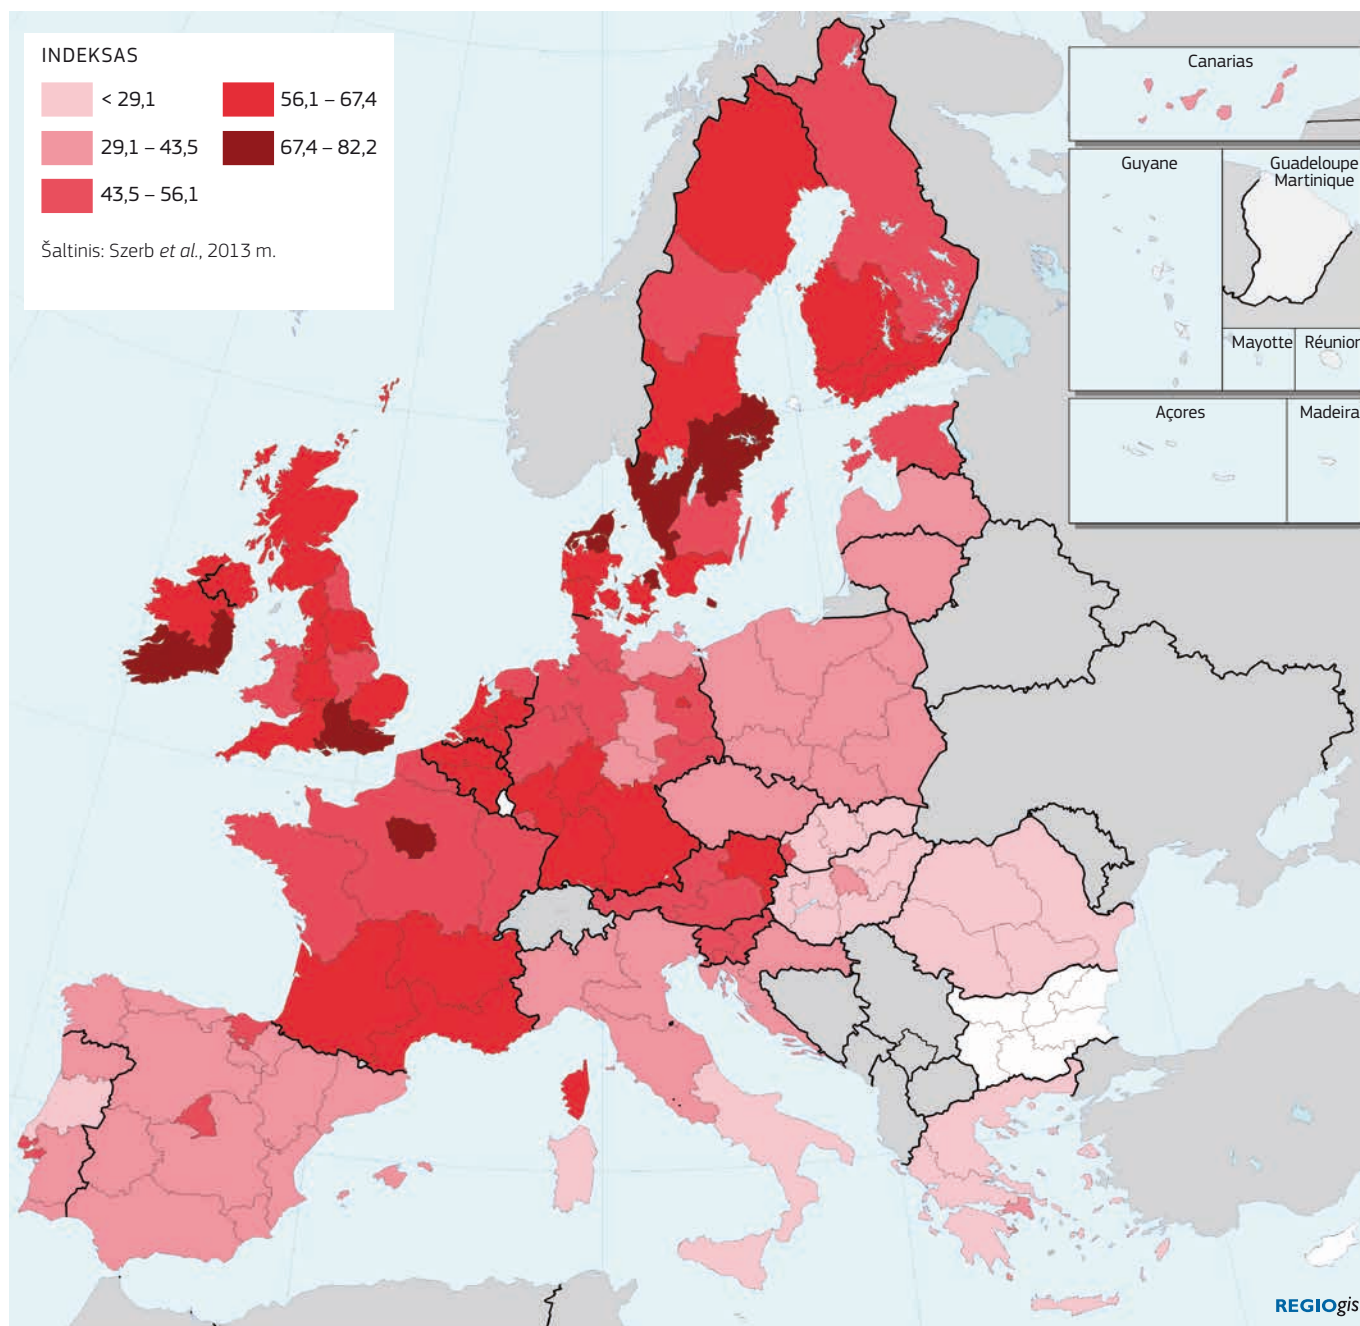 INDEKSAS
< 29,1
29,1 – 43,5
43,5 – 56,1
56,1 – 67,4
67,4 – 82,2
Šaltinis: Szerb et al., 2013 m.
Canarias
Guyane
Guadeloupe
Martinique
Mayotte
Réunion
Açores
Madeira
REGIOgis